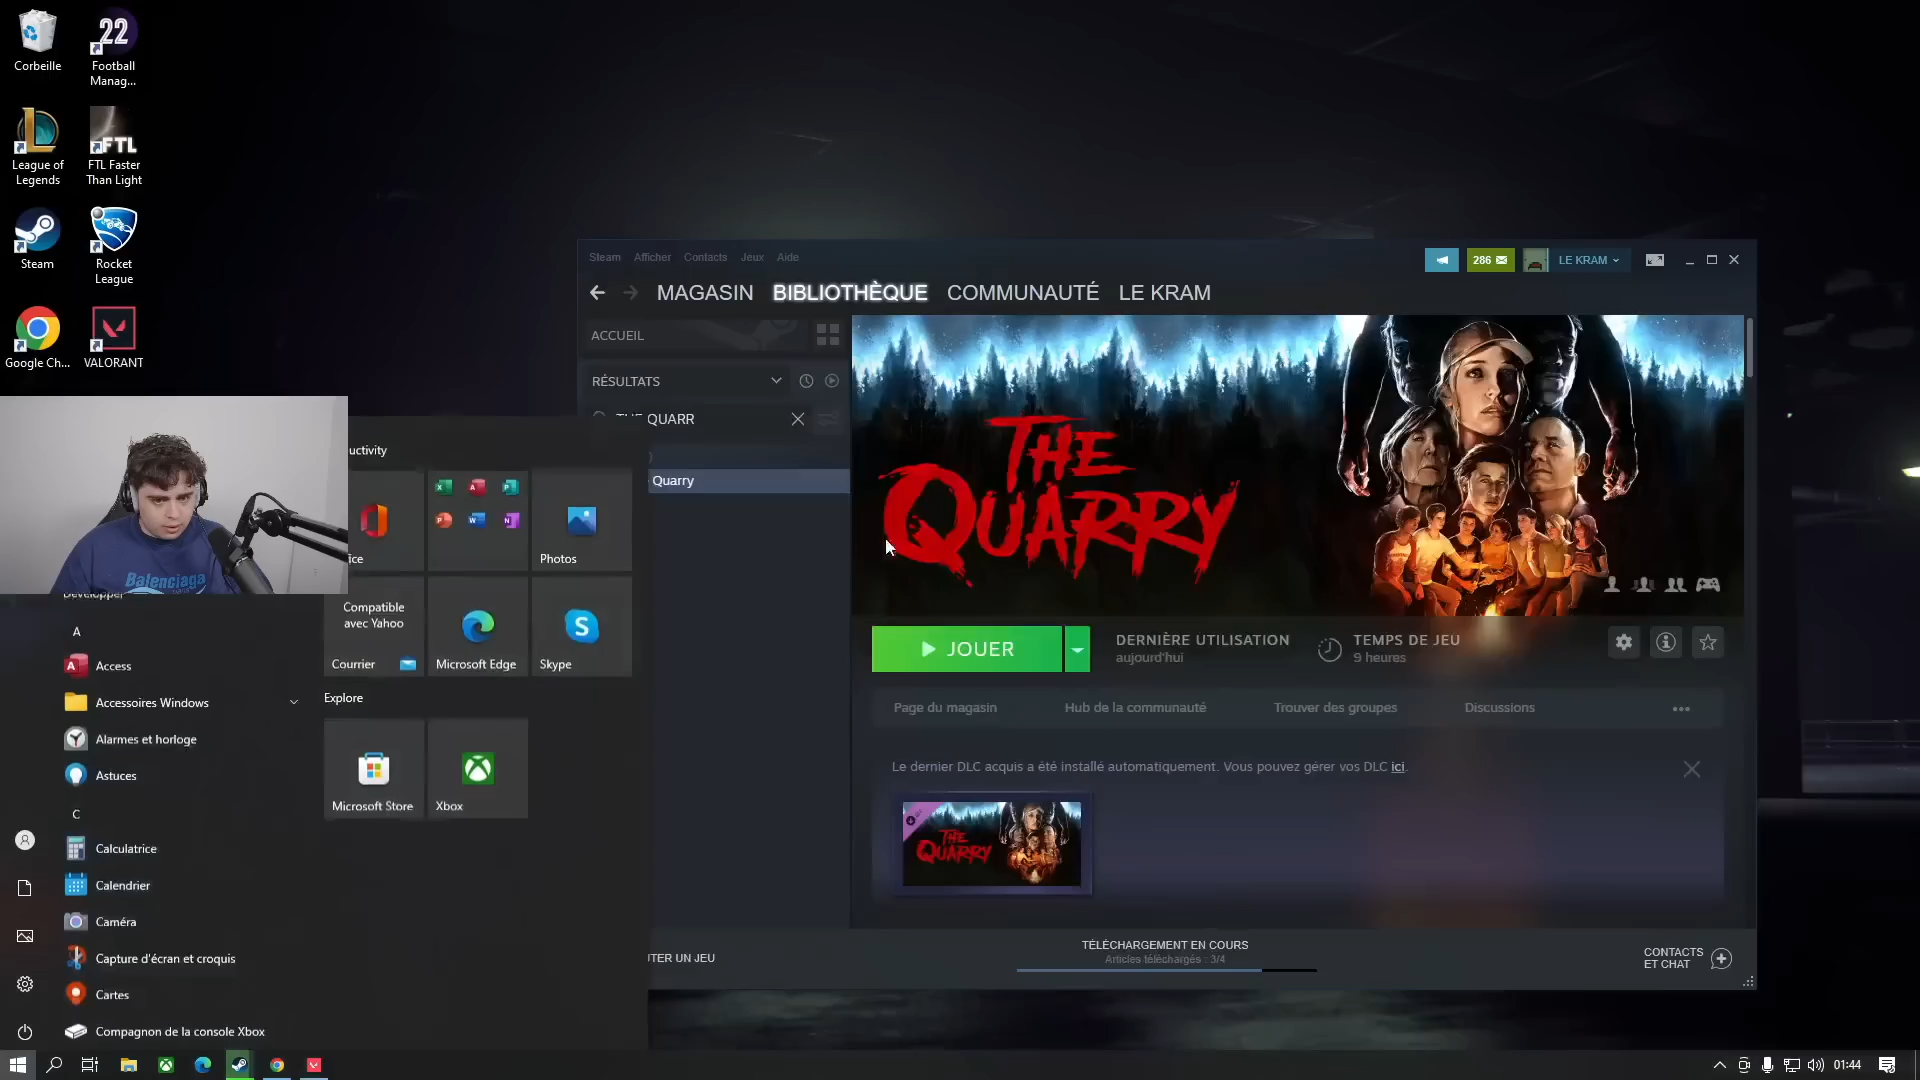 Corbeille
22
Football
Manag...
League of
Legends
FTL
FTL Faster
Than Light
Steam
Rocket
League
Google Ch...
VALORANT
Steam Afficher Contacts Jeux Aide
286
LE KRAM
MAGASIN BIBLIOTHÈQUE COMMUNAUTÉ LE KRAM
ACCUEIL
RÉSULTATS
QUARR
Quarry
THE
QUARRY
JOUER
DERNIÈRE UTILISATION
aujourd'hui
TEMPS DE JEU
9 heures
Page du magasin
Hub de la communauté
Trouver des groupes
Discussions
Le dernier DLC acquis a été installé automatiquement. Vous pouvez gérer vos DLC ici.
THE
QUARRY
TER UN JEU
TÉLÉCHARGEMENT EN COURS
Articles téléchargés : 3/4
CONTACTS
ET CHAT
Balenciaga
uctivity
ice
Photos
Compatible
avec Yahoo
Courrier
Microsoft Edge
Skype
Explore
Microsoft Store
Xbox
A
Access
Accessoires Windows
Alarmes et horloge
Astuces
C
Calculatrice
Calendrier
Caméra
Capture d'écran et croquis
Cartes
Compagnon de la console Xbox
01:44